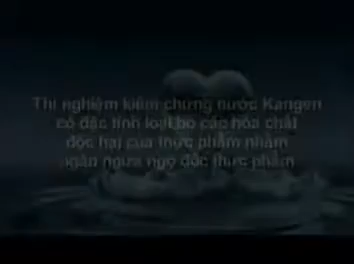 Thí nghiệm kiểm chứng nước Kangen
có đặc tính loại bỏ các hóa chất
độc hại của thực phẩm nhằm
ngăn ngừa ngộ độc thực phẩm